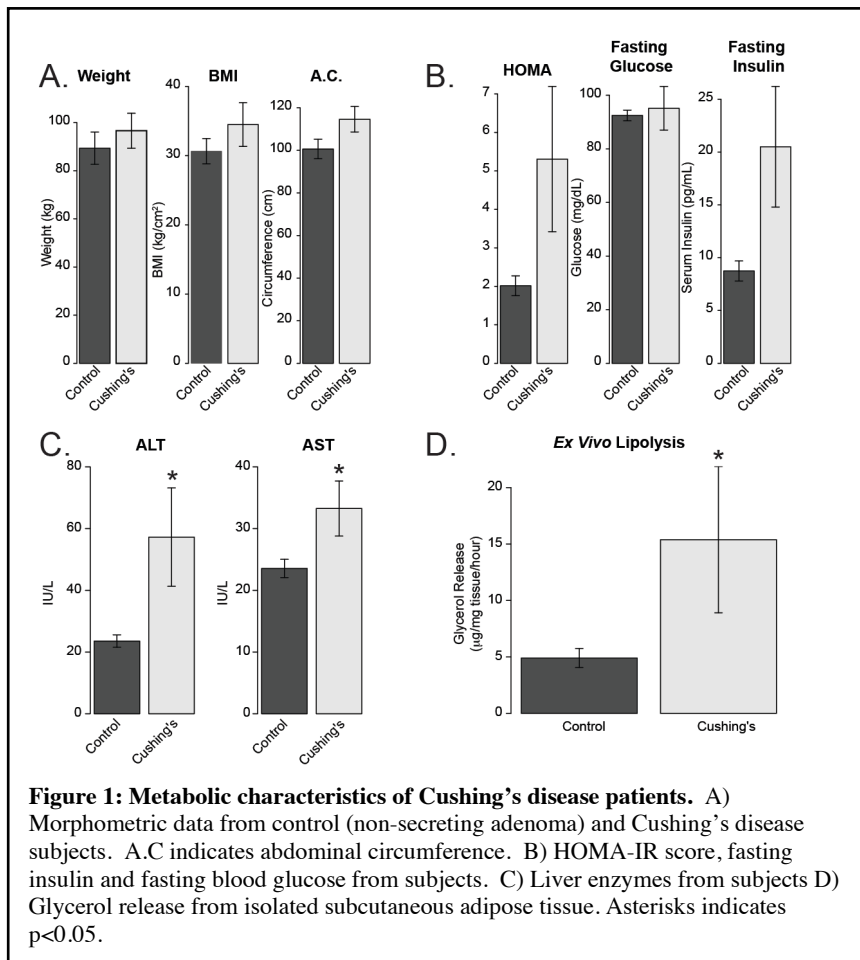 A.
Weight
BMI
A.C.
Weight (kg)
100
80
60
40
20
0
Control
Cushing's
BMI (kg/cm²)
40
30
20
10
0
Control
Cushing's
Circumference (cm)
120
100
80
60
40
20
0
Control
Cushing's
B.
HOMA
Fasting
Glucose
Fasting
Insulin
7
6
5
4
3
2
1
0
Control
Cushing's
Glucose (mg/dL)
100
80
60
40
20
0
Control
Cushing's
Serum Insulin (pg/mL)
25
20
15
10
5
0
Control
Cushing's
C.
ALT
AST
IU/L
80
60
40
20
0
*
Control
Cushing's
IU/L
40
30
20
10
0
*
Control
Cushing's
D.
Ex Vivo Lipolysis
Glycerol Release
(µg/mg tissue/hour)
20
15
10
5
0
*
Control
Cushing's
Figure 1: Metabolic characteristics of Cushing's disease patients. A)
Morphometric data from control (non-secreting adenoma) and Cushing's disease
subjects. A.C indicates abdominal circumference. B) HOMA-IR score, fasting
insulin and fasting blood glucose from subjects. C) Liver enzymes from subjects D)
Glycerol release from isolated subcutaneous adipose tissue. Asterisks indicates
p<0.05.